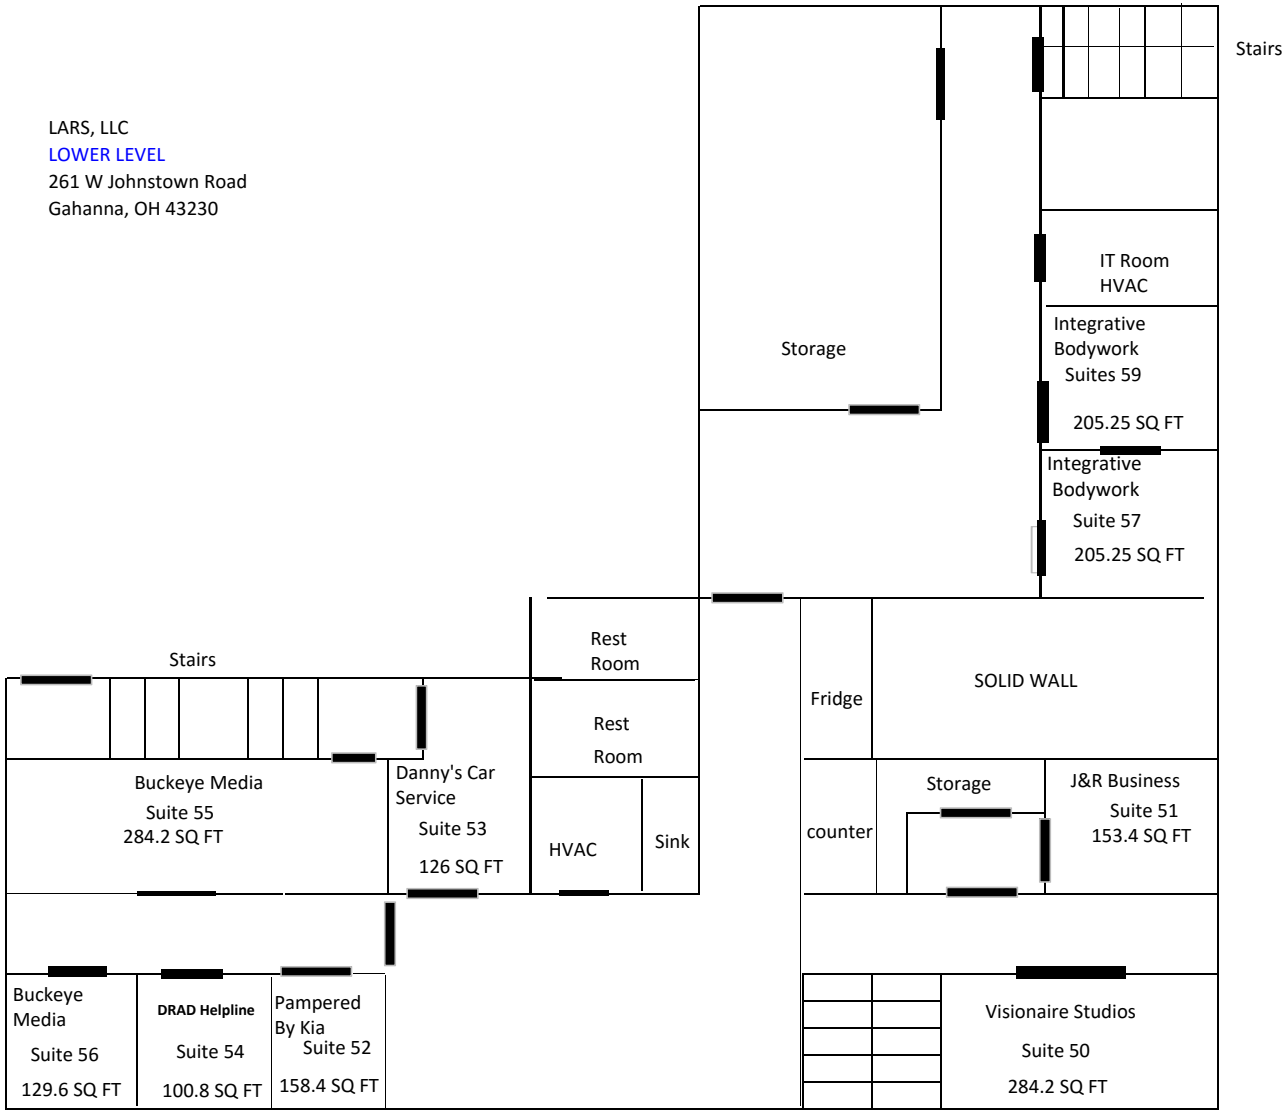 Stairs
LARS, LLC
LOWER LEVEL
261 W Johnstown Road
Gahanna, OH 43230
IT Room
HVAC
Integrative
Bodywork
Suites 59
205.25 SQ FT
Storage
Integrative
Bodywork
Suite 57
205.25 SQ FT
Rest
Room
Stairs
Fridge
SOLID WALL
Rest
Room
Buckeye Media
Suite 55
284.2 SQ FT
Danny's Car
Service
Suite 53
126 SQ FT
HVAC
Sink
counter
Storage
J&R Business
Suite 51
153.4 SQ FT
Buckeye
Media
Suite 56
129.6 SQ FT
DRAD Helpline
Suite 54
100.8 SQ FT
Pampered
By Kia
Suite 52
158.4 SQ FT
Visionaire Studios
Suite 50
284.2 SQ FT